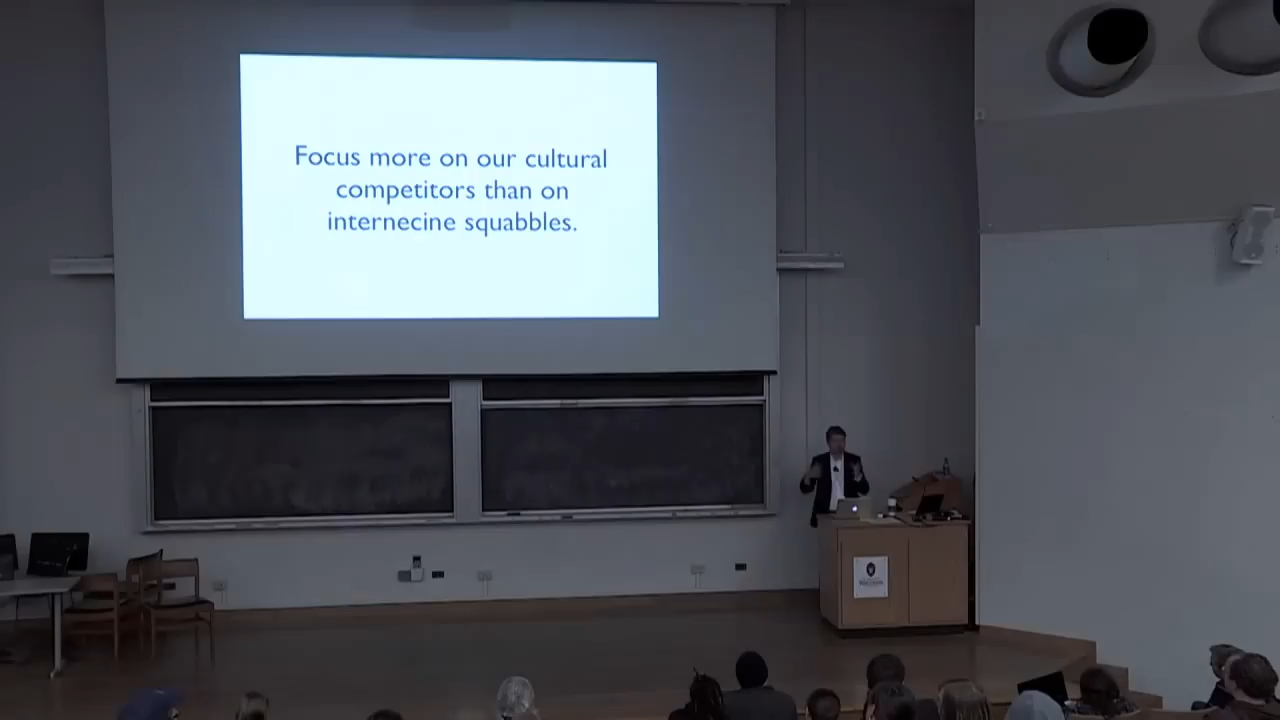 Focus more on our cultural
competitors than on
internecine squabbles.